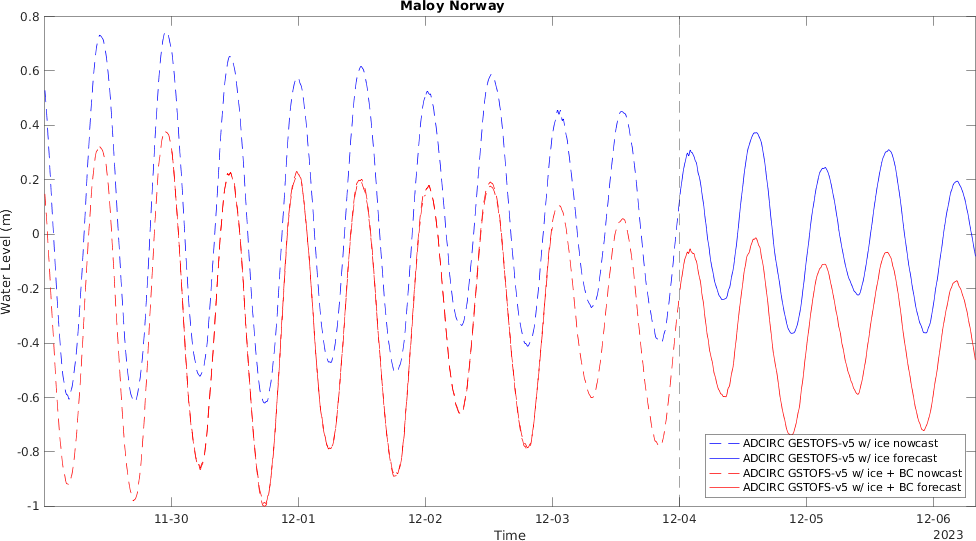 Maloy Norway
0.8
0.6
0.4
0.2
0
-0.2
-0.4
-0.6
-0.8
-1
Water Level (m)
11-30
12-01
12-02
12-03
12-04
12-05
12-06
Time
2023
ADCIRC GESTOFS-v5 w/ ice nowcast
ADCIRC GESTOFS-v5 w/ ice forecast
ADCIRC GSTOFS-v5 w/ ice + BC nowcast
ADCIRC GSTOFS-v5 w/ ice + BC forecast